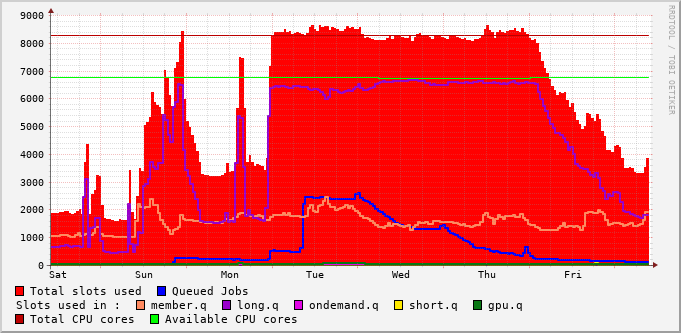 RRDTOOL / TOBI OETIKER
9000
8000
7000
6000
5000
4000
3000
2000
1000
0
Sat Sun Mon Tue Wed Thu Fri
Total slots used Queued Jobs
Slots used in : member.q long.q ondemand.q short.q gpu.q
Total CPU cores Available CPU cores